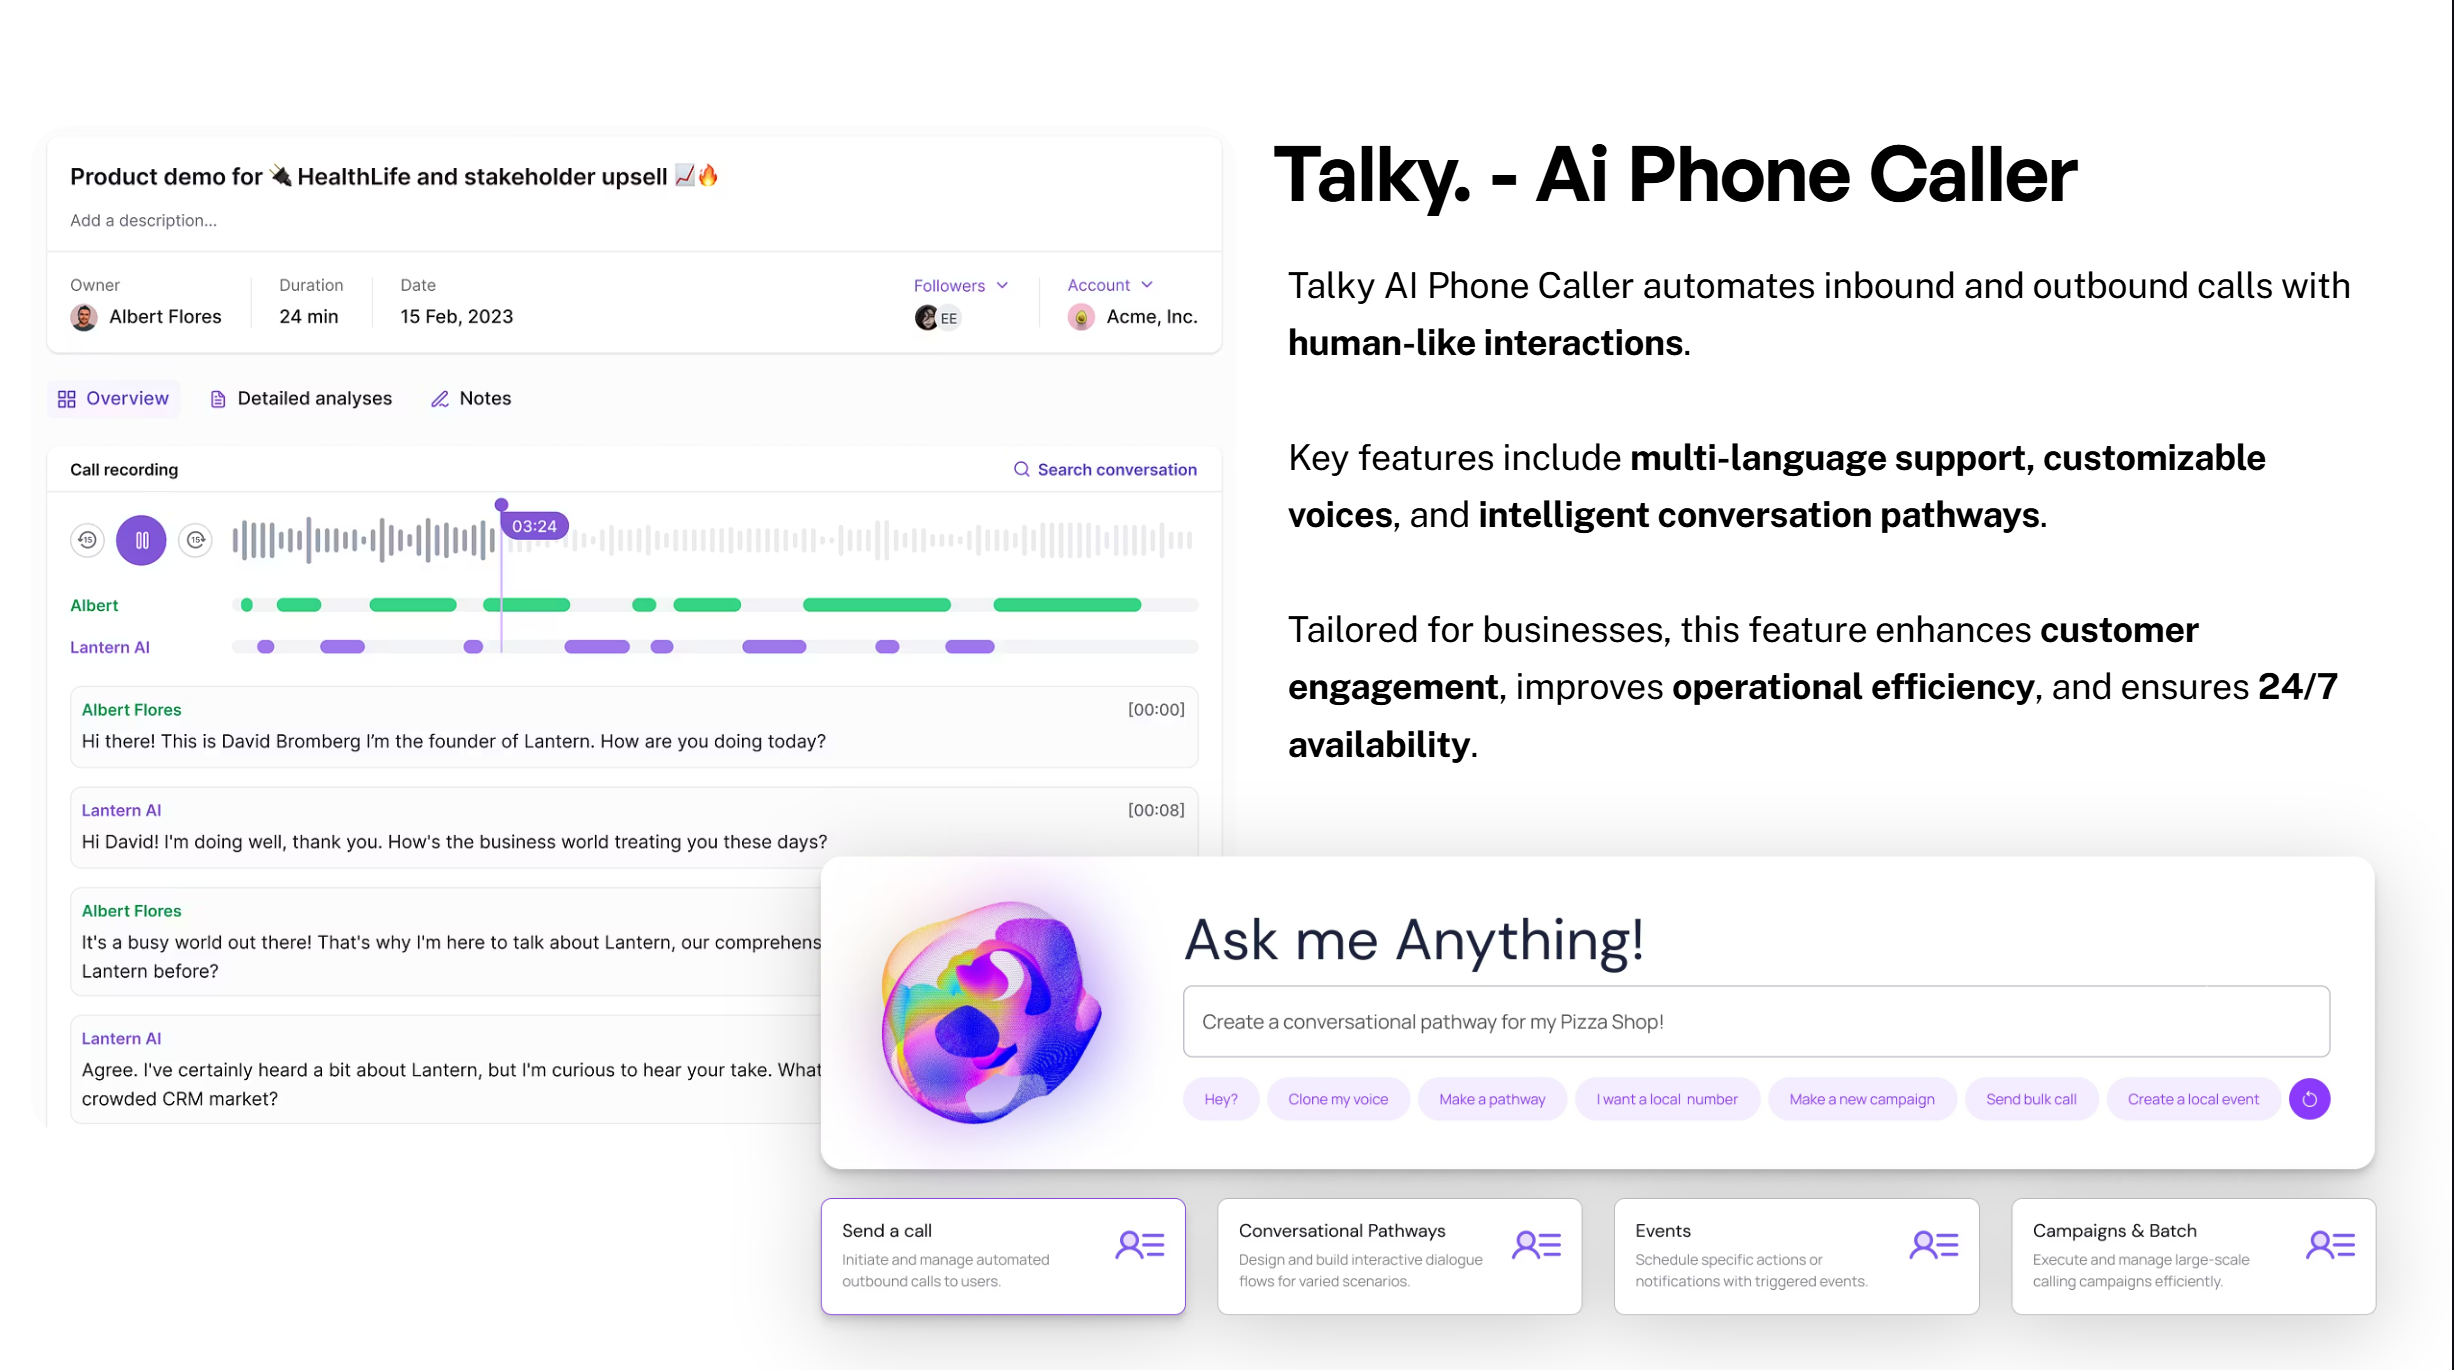 Product demo for 🔌 HealthLife and stakeholder upsell 📈🔥
Add a description...
Owner
Albert Flores
Duration
24 min
Date
15 Feb, 2023
Followers
EE
Account
Acme, Inc.
Overview
Detailed analyses
Notes
Call recording
Search conversation
15
15
03:24
Albert
Lantern AI
Albert Flores
[00:00]
Hi there! This is David Bromberg I'm the founder of Lantern. How are you doing today?
Lantern AI
[00:08]
Hi David! I'm doing well, thank you. How's the business world treating you these days?
Albert Flores
It's a busy world out there! That's why I'm here to talk about Lantern, our comprehens
Lantern before?
Lantern AI
Agree. I've certainly heard a bit about Lantern, but I'm curious to hear your take. What
crowded CRM market?
Talky. - Ai Phone Caller
Talky AI Phone Caller automates inbound and outbound calls with
human-like interactions.
Key features include multi-language support, customizable
voices, and intelligent conversation pathways.
Tailored for businesses, this feature enhances customer
engagement, improves operational efficiency, and ensures 24/7
availability.
Ask me Anything!
Create a conversational pathway for my Pizza Shop!
Hey?
Clone my voice
Make a pathway
I want a local number
Make a new campaign
Send bulk call
Create a local event
Send a call
Initiate and manage automated
outbound calls to users.
Conversational Pathways
Design and build interactive dialogue
flows for varied scenarios.
Events
Schedule specific actions or
notifications with triggered events.
Campaigns & Batch
Execute and manage large-scale
calling campaigns efficiently.